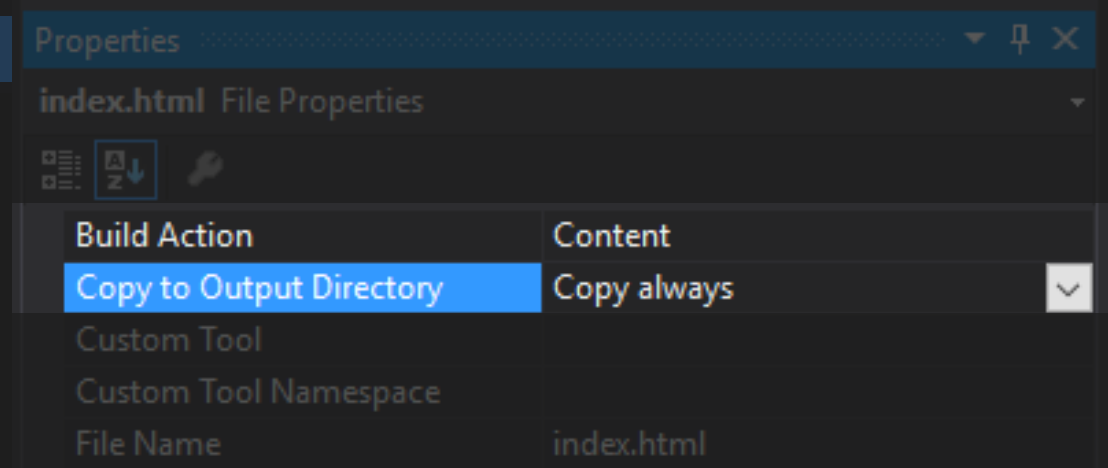 Properties
index.html File Properties
Build Action Content
Copy to Output Directory Copy always
Custom Tool
Custom Tool Namespace
File Name index.html